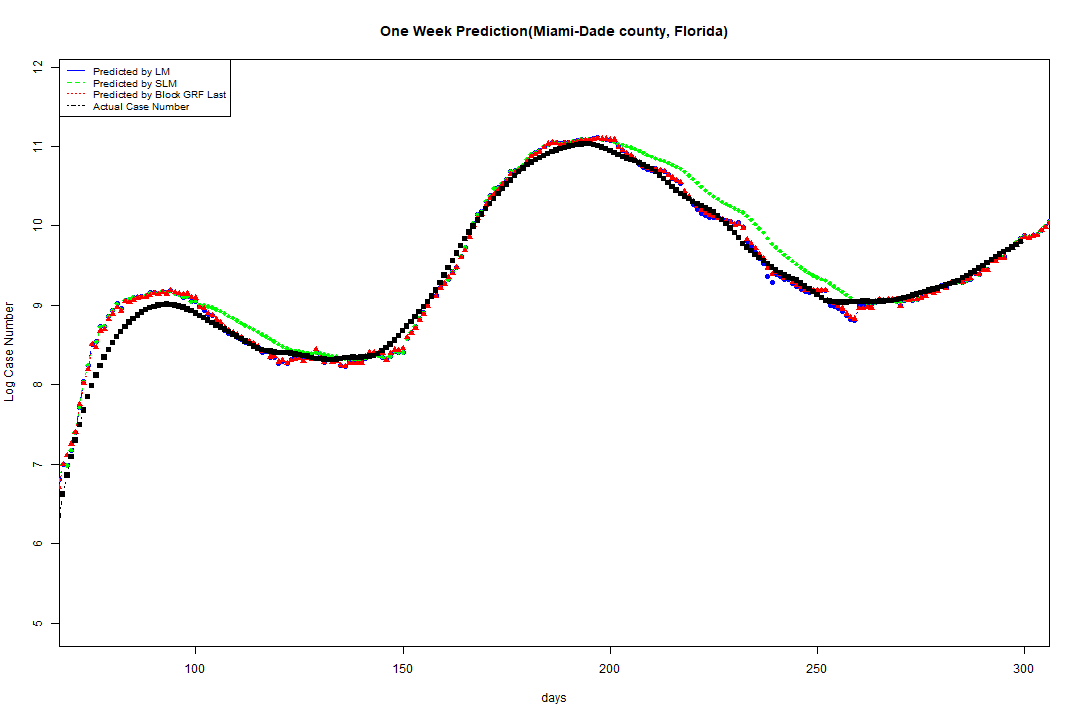 One Week Prediction(Miami-Dade county, Florida)
12
11
10
9
8
7
6
5
Log Case Number
Predicted by LM
Predicted by SLM
Predicted by Block GRF Last
Actual Case Number
100
150
200
250
300
days